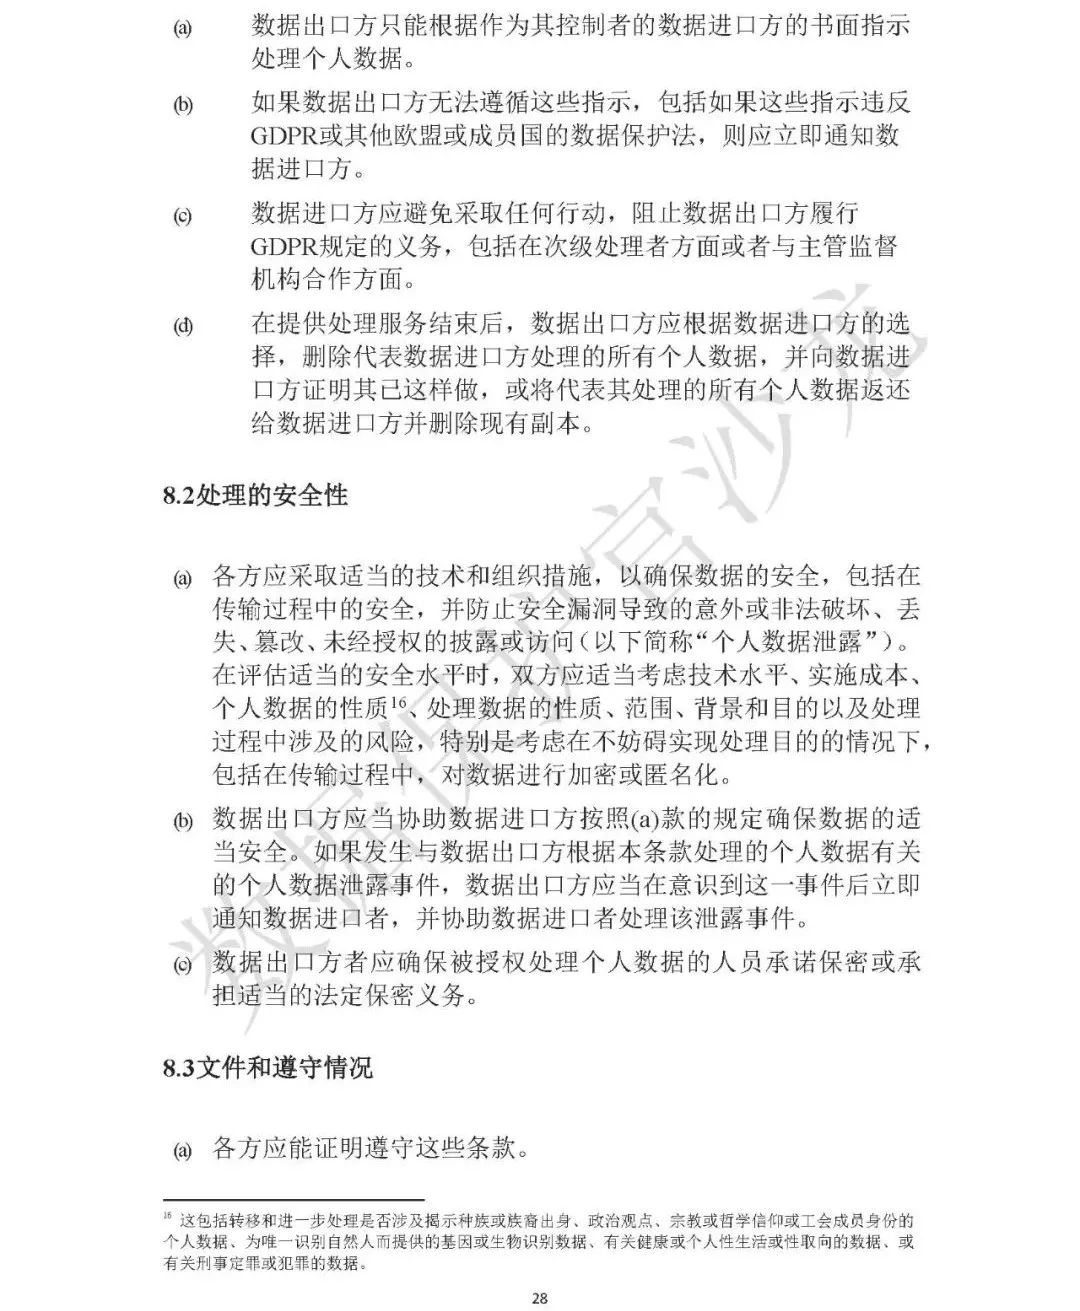 (a) 数据出口方只能根据作为其控制者的数据进口方的书面指示
处理个人数据。
(b) 如果数据出口方无法遵循这些指示，包括如果这些指示违反
GDPR或其他欧盟或成员国的数据保护法，则应立即通知数
据进口方。
(c) 数据进口方应避免采取任何行动，阻止数据出口方履行
GDPR规定的义务，包括在次级处理者方面或者与主管监督
机构合作方面。
(d) 在提供处理服务结束后，数据出口方应根据数据进口方的选
择，删除代表数据进口方处理的所有个人数据，并向数据进
口方证明其已这样做，或将代表其处理的所有个人数据返还
给数据进口方并删除现有副本。
8.2处理的安全性
(a) 各方应采取适当的技术和组织措施，以确保数据的安全，包括在
传输过程中的安全，并防止安全漏洞导致的意外或非法破坏、丢
失、篡改、未经授权的披露或访问（以下简称“个人数据泄露”）。
在评估适当的安全水平时，双方应适当考虑技术水平、实施成本、
个人数据的性质16、处理数据的性质、范围、背景和目的以及处理
过程中涉及的风险，特别是考虑在不妨碍实现处理目的的情况下，
包括在传输过程中，对数据进行加密或匿名化。
(b) 数据出口方应当协助数据进口方按照(a)款的规定确保数据的适
当安全。如果发生与数据出口方根据本条款处理的个人数据有关
的个人数据泄露事件，数据出口方应当在意识到这一事件后立即
通知数据进口者，并协助数据进口者处理该泄露事件。
(c) 数据出口方者应确保被授权处理个人数据的人员承诺保密或承
担适当的法定保密义务。
8.3文件和遵守情况
(a) 各方应能证明遵守这些条款。
16 这包括转移和进一步处理是否涉及揭示种族或族裔出身、政治观点、宗教或哲学信仰或工会成员身份的
个人数据、为唯一识别自然人而提供的基因或生物识别数据、有关健康或个人性生活或性取向的数据、或
有关刑事定罪或犯罪的数据。
28
数据保护官沙龙